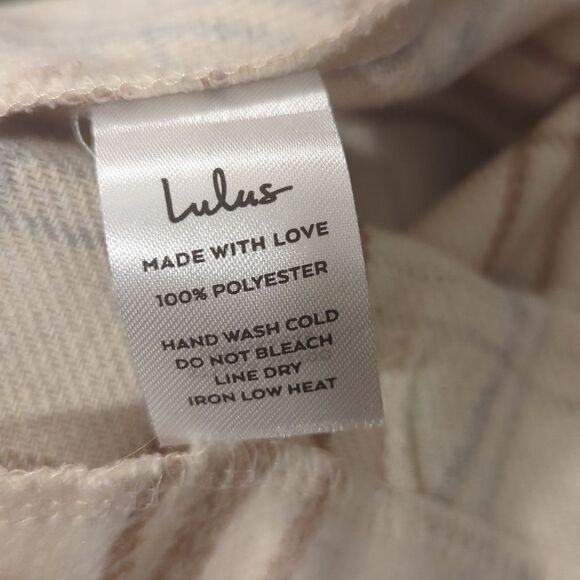 Lulus
MADE WITH LOVE
100% POLYESTER
HAND WASH COLD
DO NOT BLEACH
LINE DRY
IRON LOW HEAT